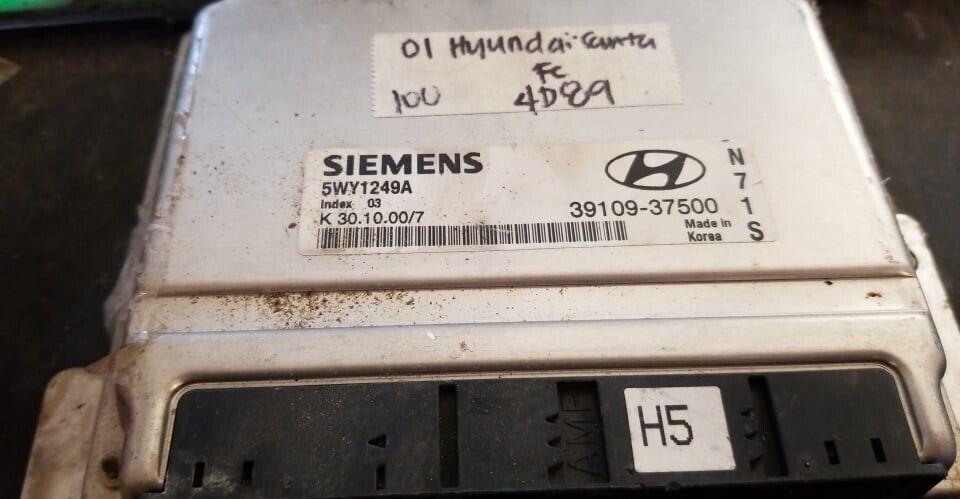 01 Hyundai Santa
Fe
100 4D89
SIEMENS
5WY1249A
Index 03
K 30.10.00/7
39109-37500
Made in
Korea
N
7
1
S
AMP
H5